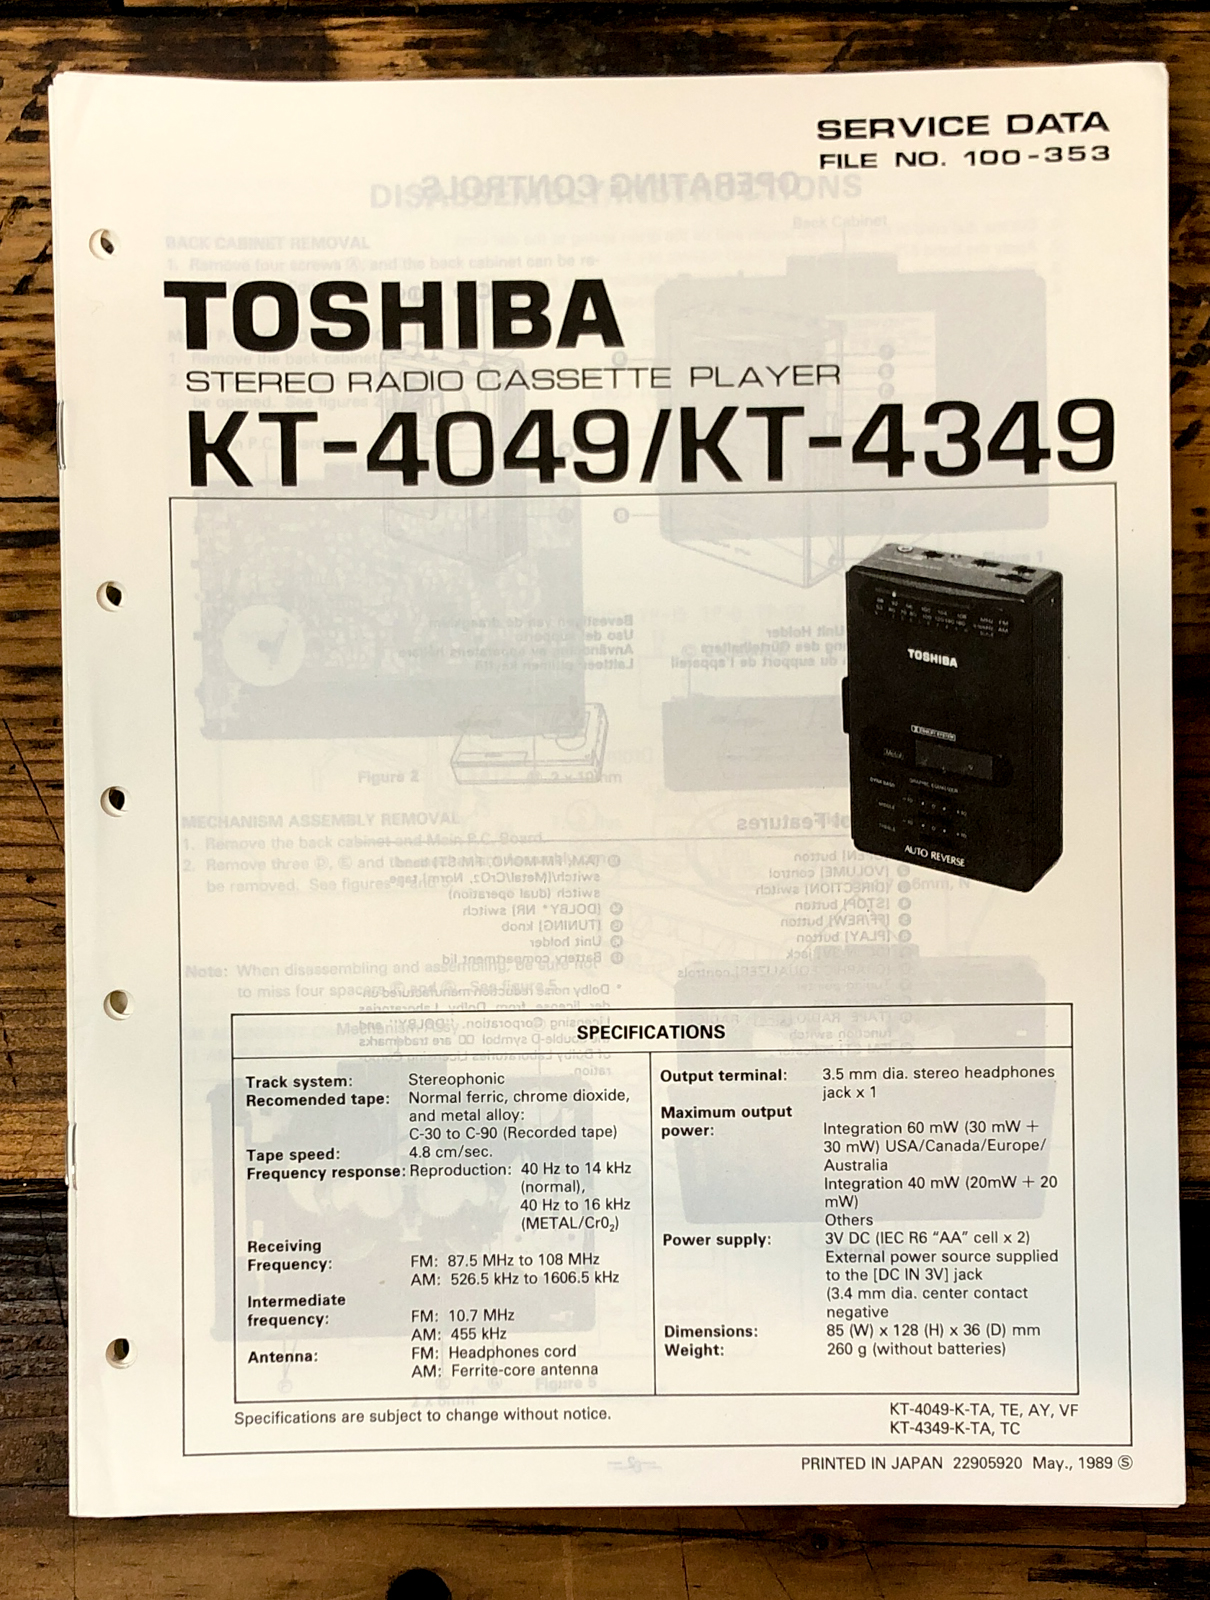 SERVICE DATA
FILE NO. 100-353
TOSHIBA
STEREO RADIO CASSETTE PLAYER
KT-4049/KT-4349
TOSHIBA
AUTO REVERSE
SPECIFICATIONS
Track system: Stereophonic
Recomended tape: Normal ferric, chrome dioxide,
and metal alloy:
C-30 to C-90 (Recorded tape)
Tape speed: 4.8 cm/sec.
Frequency response: Reproduction: 40 Hz to 14 kHz
(normal),
40 Hz to 16 kHz
(METAL/Cr0₂)
Receiving
Frequency: FM: 87.5 MHz to 108 MHz
AM: 526.5 kHz to 1606.5 kHz
Intermediate
frequency: FM: 10.7 MHz
AM: 455 kHz
Antenna: FM: Headphones cord
AM: Ferrite-core antenna
Output terminal: 3.5 mm dia. stereo headphones
jack x 1
Maximum output
power: Integration 60 mW (30 mW +
30 mW) USA/Canada/Europe/
Australia
Integration 40 mW (20mW + 20
mW)
Others
Power supply: 3V DC (IEC R6 “AA” cell x 2)
External power source supplied
to the [DC IN 3V] jack
(3.4 mm dia. center contact
negative
Dimensions: 85 (W) x 128 (H) x 36 (D) mm
Weight: 260 g (without batteries)
Specifications are subject to change without notice.
KT-4049-K-TA, TE, AY, VF
KT-4349-K-TA, TC
PRINTED IN JAPAN 22905920 May., 1989 Ⓢ